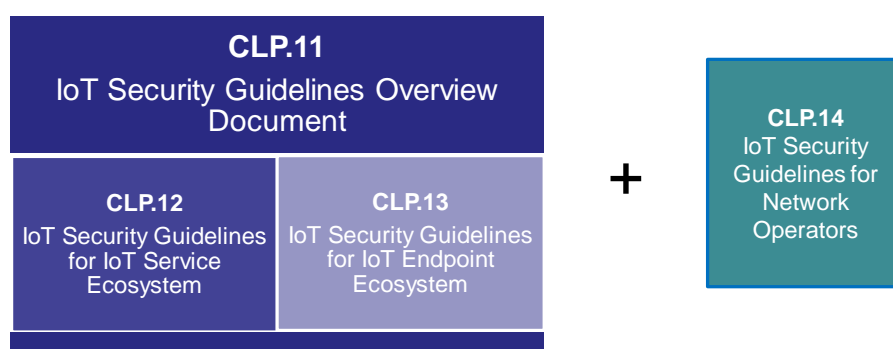 CLP.11
IoT Security Guidelines Overview
Document
CLP.12
IoT Security Guidelines
for IoT Service
Ecosystem
CLP.13
IoT Security Guidelines
for IoT Endpoint
Ecosystem
+
CLP.14
IoT Security
Guidelines for
Network
Operators